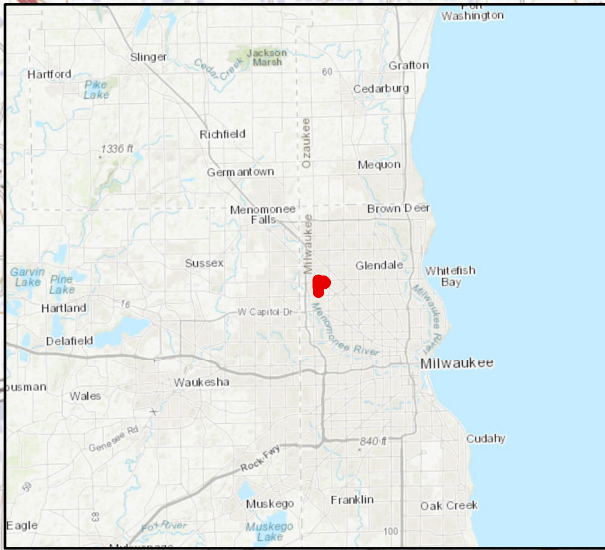 Port
Washington
Slinger
Jackson
Marsh
Cedar Creek
Grafton
Hartford
60
Pike
Lake
Cedarburg
Richfield
Ozaukee
1336 ft
Mequon
Germantown
Menomonee
Falls
Brown Deer
Milwaukee
Sussex
Glendale
Whitefish
Bay
Garvin
Lake
Pine
Lake
Hartland
16
W Capitol Dr
Menomonee River
Milwaukee River
Delafield
Milwaukee
Waukesha
ousman
Wales
Genesee Rd
840 ft
Cudahy
Rock Fwy
59
Muskego
Franklin
Oak Creek
83
Eagle
Fox River
Muskego
Lake
100